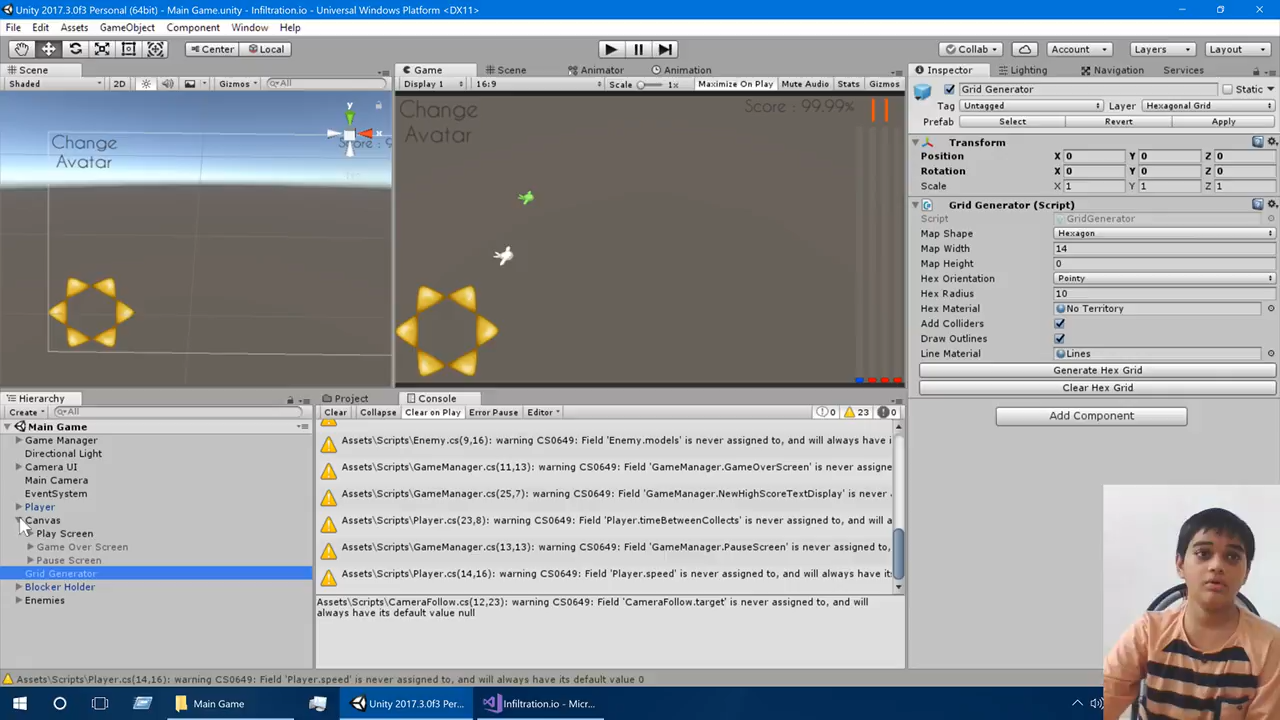 Unity 2017.3.0f3 Personal (64bit) - Main Game.unity - Infiltration.io - Universal Windows Platform <DX11>
File Edit Assets GameObject Component Window Help
Center Local Collab Account Layers Layout
Scene
Shaded 2D Gizmos All
Change
Avatar
y
Game Scene Animator Animation
Display 1 16:9 Scale 1x Maximize On Play Mute Audio Stats Gizmos
Change
Avatar
Score : 99.99%
Inspector Lighting Navigation Services
Grid Generator Static
Tag Untagged Layer Hexagonal Grid
Prefab Select Revert Apply
Transform
Position X 0 Y 0 Z 0
Rotation X 0 Y 0 Z 0
Scale X 1 Y 1 Z 1
Grid Generator (Script)
Script GridGenerator
Map Shape Hexagon
Map Width 14
Map Height 0
Hex Orientation Pointy
Hex Radius 10
Hex Material No Territory
Add Colliders
Draw Outlines
Line Material Lines
Generate Hex Grid
Clear Hex Grid
Add Component
Hierarchy
Create All
Main Game
Game Manager
Directional Light
Camera UI
Main Camera
EventSystem
Player
Canvas
Play Screen
Game Over Screen
Pause Screen
Grid Generator
Blocker Holder
Enemies
Project Console
Clear Collapse Clear on Play Error Pause Editor 0 23 0
Assets\Scripts\Enemy.cs(9,16): warning CS0649: Field 'Enemy.models' is never assigned to, and will always have i
Assets\Scripts\GameManager.cs(11,13): warning CS0649: Field 'GameManager.GameOverScreen' is never assigne
Assets\Scripts\GameManager.cs(25,7): warning CS0649: Field 'GameManager.NewHighScoreTextDisplay' is never
Assets\Scripts\Player.cs(23,8): warning CS0649: Field 'Player.timeBetweenCollects' is never assigned to, and will a
Assets\Scripts\GameManager.cs(13,13): warning CS0649: Field 'GameManager.PauseScreen' is never assigned to,
Assets\Scripts\Player.cs(14,16): warning CS0649: Field 'Player.speed' is never assigned to, and will always have its
Assets\Scripts\CameraFollow.cs(12,23): warning CS0649: Field 'CameraFollow.target' is never assigned to, and will
always have its default value null
Assets\Scripts\Player.cs(14,16): warning CS0649: Field 'Player.speed' is never assigned to, and will always have its default value 0
Main Game Unity 2017.3.0f3 Per... Infiltration.io - Micr...